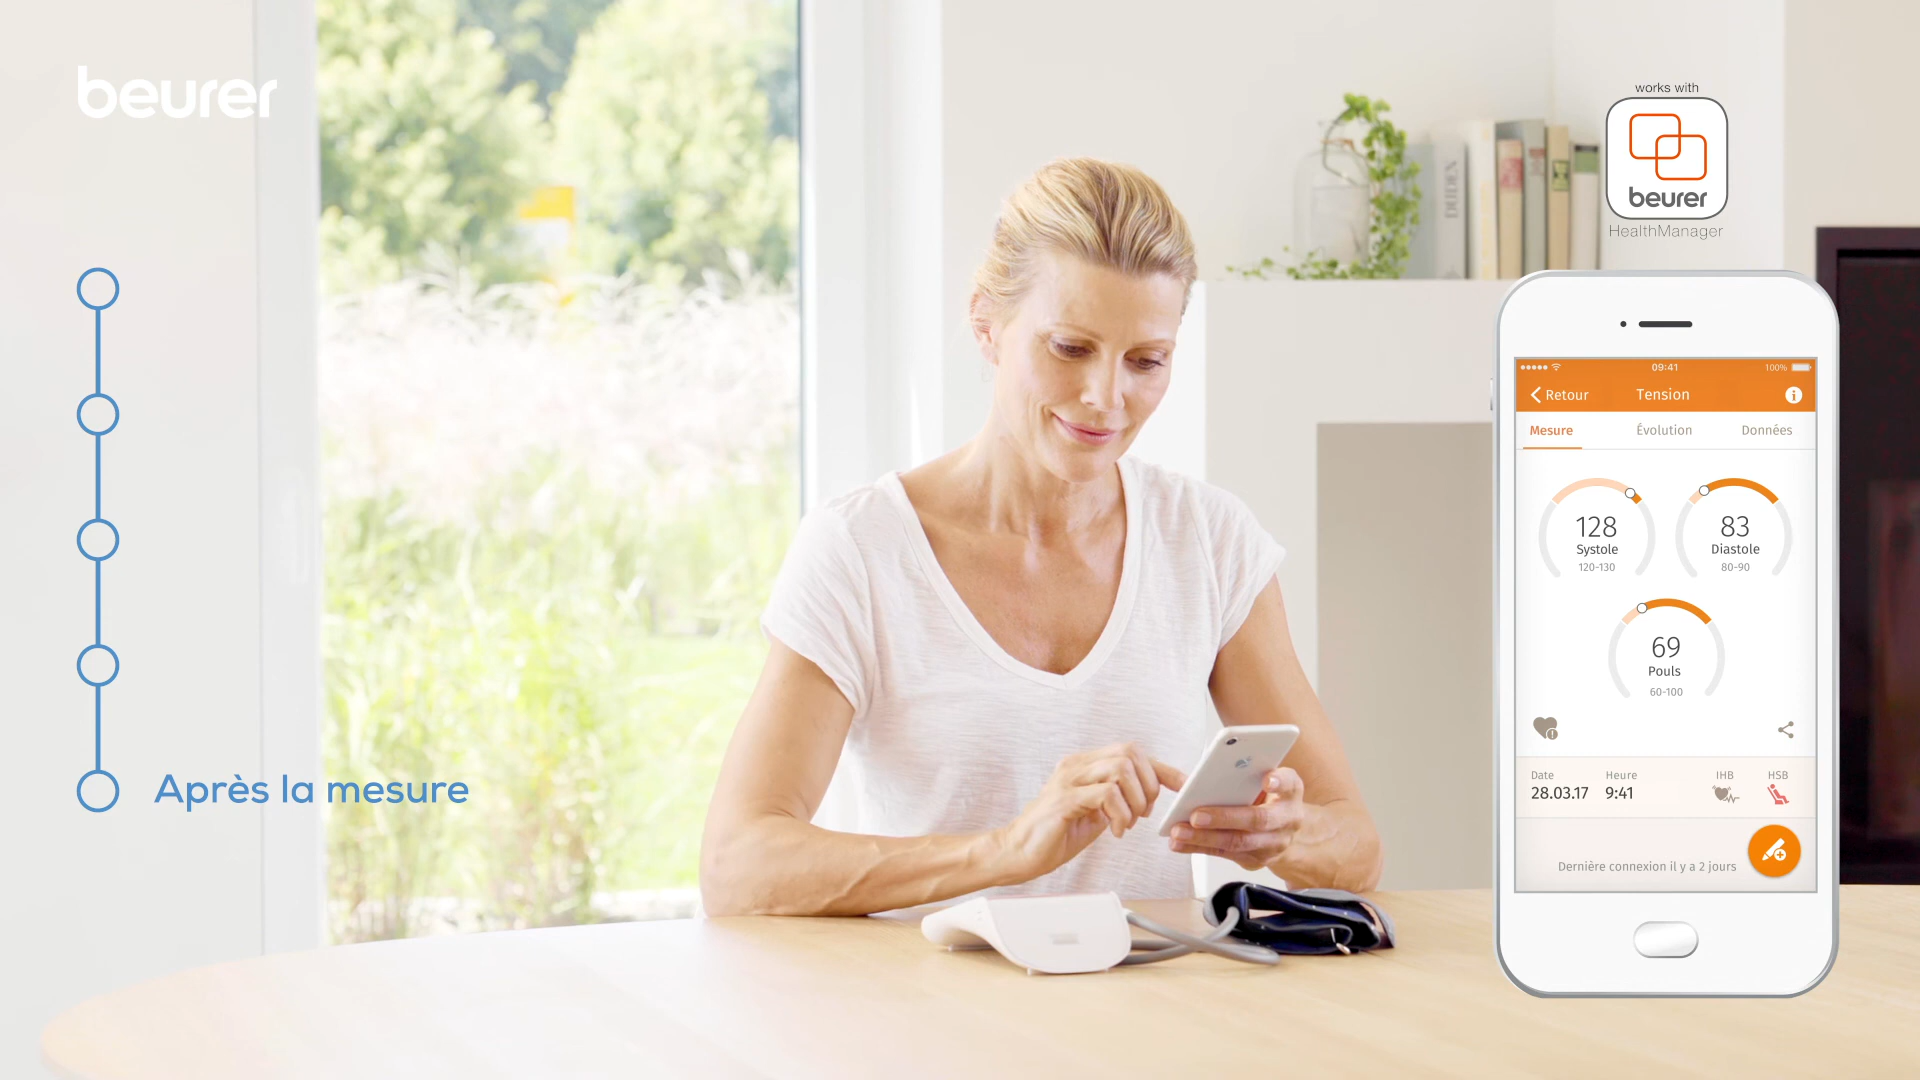 beurer
works with
beurer
HealthManager
DUDEN
09:41
100%
Retour
Tension
Mesure
Évolution
Données
128
Systole
120-130
83
Diastole
80-90
69
Pouls
60-100
Date
Heure
IHB
HSB
28.03.17
9:41
Dernière connexion il y a 2 jours
Après la mesure